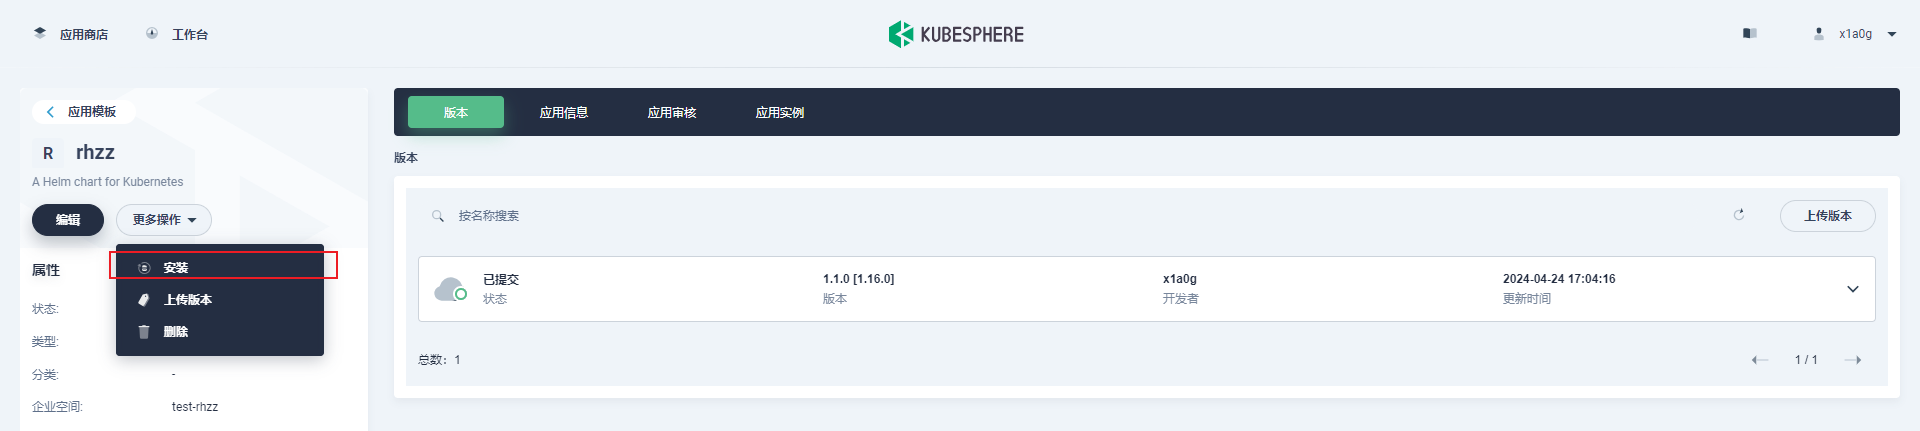 应用商店
工作台
KUBESPHERE
x1a0g
应用模板
R
rhzz
A Helm chart for Kubernetes
编辑
更多操作
安装
上传版本
删除
属性
状态:
类型:
分类:
-
企业空间:
test-rhzz
版本
应用信息
应用审核
应用实例
版本
按名称搜索
上传版本
已提交
状态
1.1.0 [1.16.0]
版本
x1a0g
开发者
2024-04-24 17:04:16
更新时间
总数: 1
1 / 1